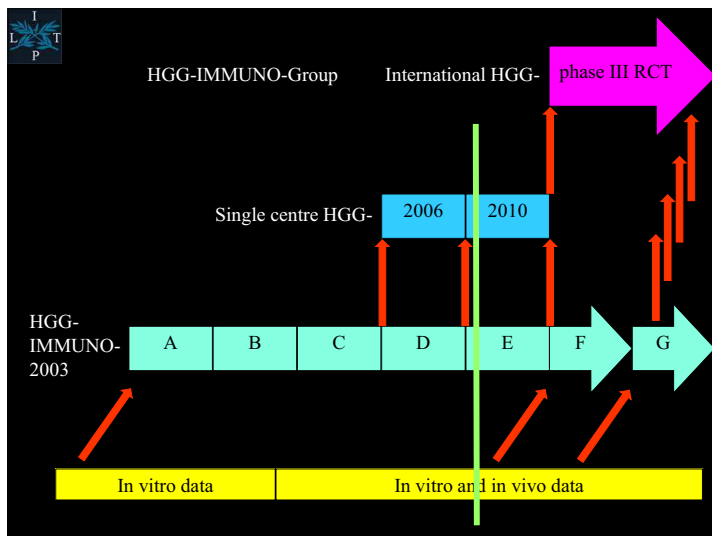 I
L T
P
HGG-IMMUNO-Group International HGG- phase III RCT
Single centre HGG- 2006 2010
HGG-
IMMUNO-
2003
A B C D E F G
In vitro data In vitro and in vivo data